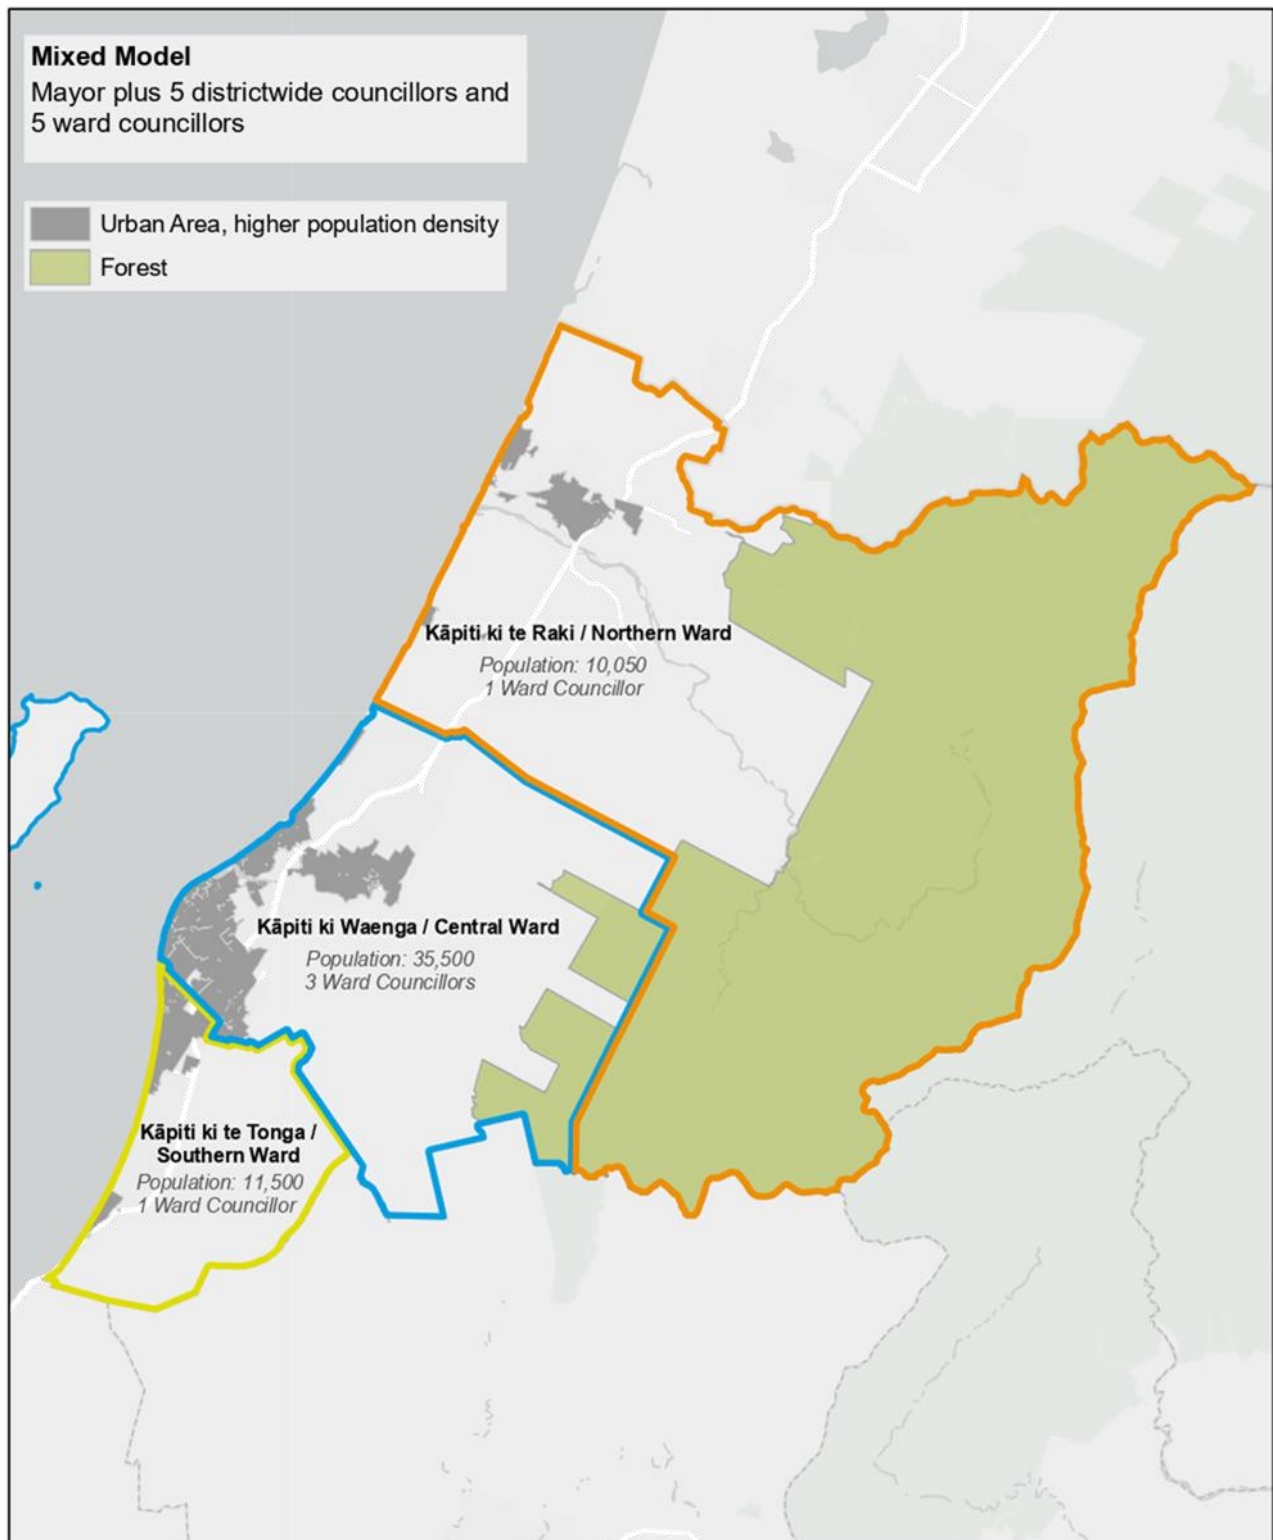 Mixed Model
Mayor plus 5 districtwide councillors and
5 ward councillors
Urban Area, higher population density
Forest
Kāpiti ki te Raki / Northern Ward
Population: 10,050
1 Ward Councillor
Kāpiti ki Waenga / Central Ward
Population: 35,500
3 Ward Councillors
Kāpiti ki te Tonga /
Southern Ward
Population: 11,500
1 Ward Councillor